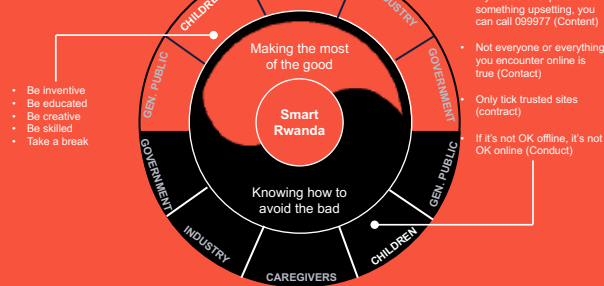 something upsetting, you
can call 099977 (Content)
• Not everyone or everything
you encounter online is
true (Contact)
Only tick trusted sites
(contract)
• If it's not OK offline, it's not
OK online (Conduct)
• Be inventive
• Be educated
• Be creative
• Be skilled
• Take a break
CHILDREN
INDUSTRY
GEN. PUBLIC
GOVERNMENT
Making the most
of the good
Smart
Rwanda
Knowing how to
avoid the bad
GOVERNMENT
GEN. PUBLIC
INDUSTRY
CHILDREN
CAREGIVERS